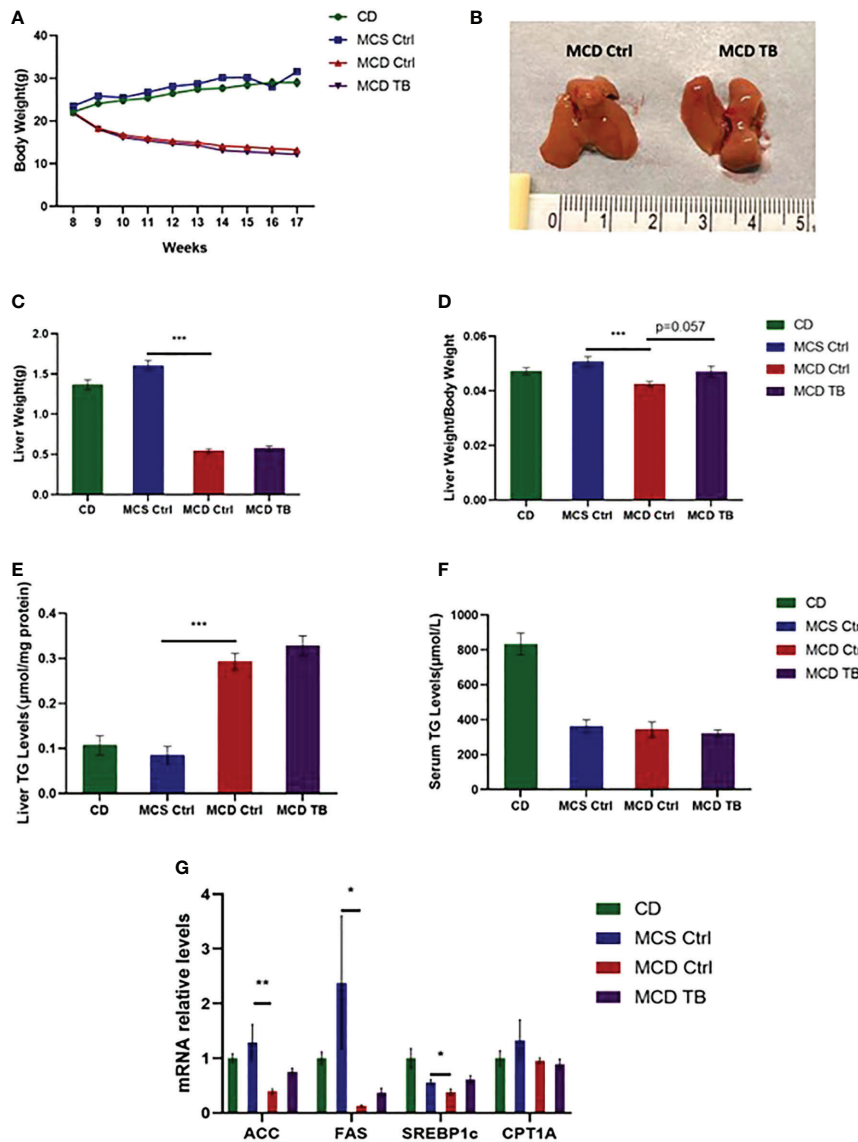 A
CD
MCS Ctrl
MCD Ctrl
MCD TB
Body Weight(g)
40
30
20
10
0
8 9 10 11 12 13 14 15 16 17
Weeks
B
MCD Ctrl MCD TB
0 1 2 3 4 5
C
Liver Weight(g)
2.0
1.5
1.0
0.5
0.0
***
CD MCS Ctrl MCD Ctrl MCD TB
D
Liver Weight/Body Weight
0.06
0.04
0.02
0.00
***
p=0.057
CD MCS Ctrl MCD Ctrl MCD TB
CD
MCS Ctrl
MCD Ctrl
MCD TB
E
Liver TG Levels(μmol/mg protein)
0.4
0.3
0.2
0.1
0.0
***
CD MCS Ctrl MCD Ctrl MCD TB
F
Serum TG Levels(μmol/L)
1000
800
600
400
200
0
CD MCS Ctrl MCD Ctrl MCD TB
CD
MCS Ct
MCD Ct
MCD TB
G
mRNA relative levels
4
3
2
1
0
**
*
*
ACC FAS SREBP1c CPT1A
CD
MCS Ctrl
MCD Ctrl
MCD TB